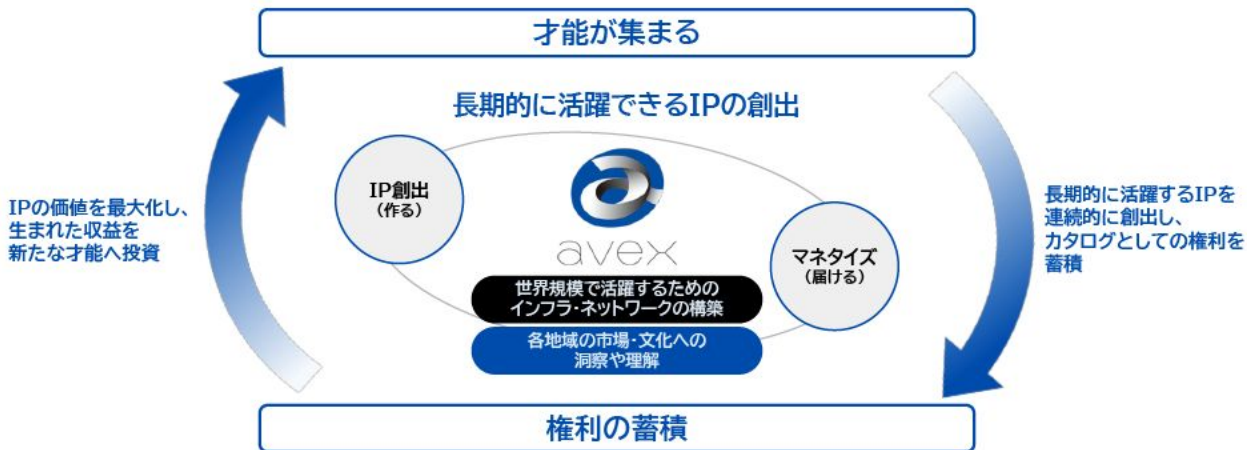 才能が集まる
長期的に活躍できるIPの創出
IP創出
（作る）
avex
IPの価値を最大化し、
生まれた収益を
新たな才能へ投資
長期的に活躍するIPを
連続的に創出し、
カタログとしての権利を
蓄積
マネタイズ
（届ける）
世界規模で活躍するための
インフラ・ネットワークの構築
各地域の市場・文化への
洞察や理解
権利の蓄積